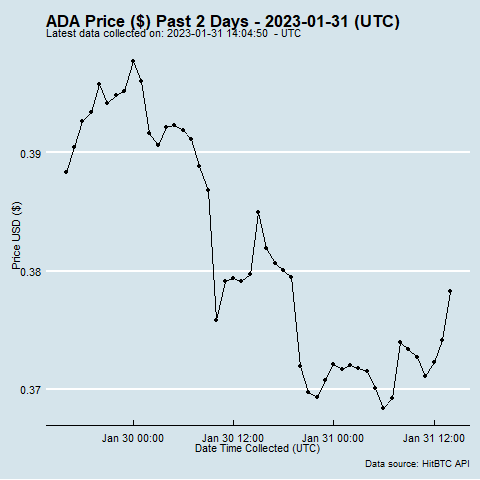 ADA Price ($) Past 2 Days - 2023-01-31 (UTC)
Latest data collected on: 2023-01-31 14:04:50 - UTC
0.39
0.38
0.37
Price USD ($)
Jan 30 00:00 Jan 30 12:00 Jan 31 00:00 Jan 31 12:00
Date Time Collected (UTC)
Data source: HitBTC API